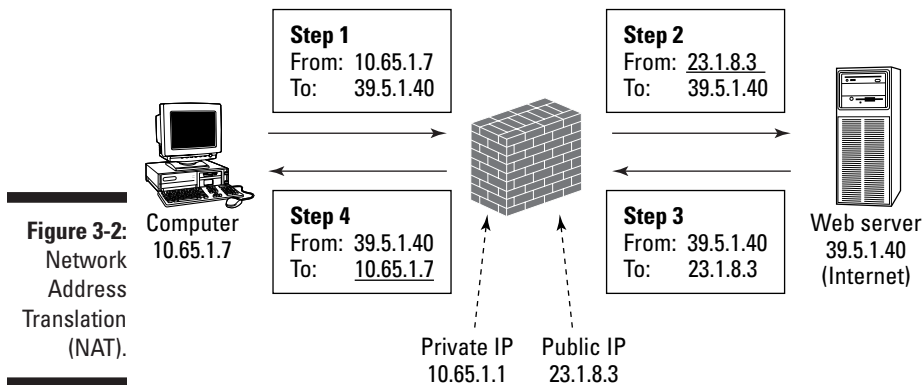 Step 1
From: 10.65.1.7
To: 39.5.1.40
Step 2
From: 23.1.8.3
To: 39.5.1.40
Figure 3-2:
Network
Address
Translation
(NAT).
Computer
10.65.1.7
Step 4
From: 39.5.1.40
To: 10.65.1.7
Step 3
From: 39.5.1.40
To: 23.1.8.3
Web server
39.5.1.40
(Internet)
Private IP
10.65.1.1
Public IP
23.1.8.3